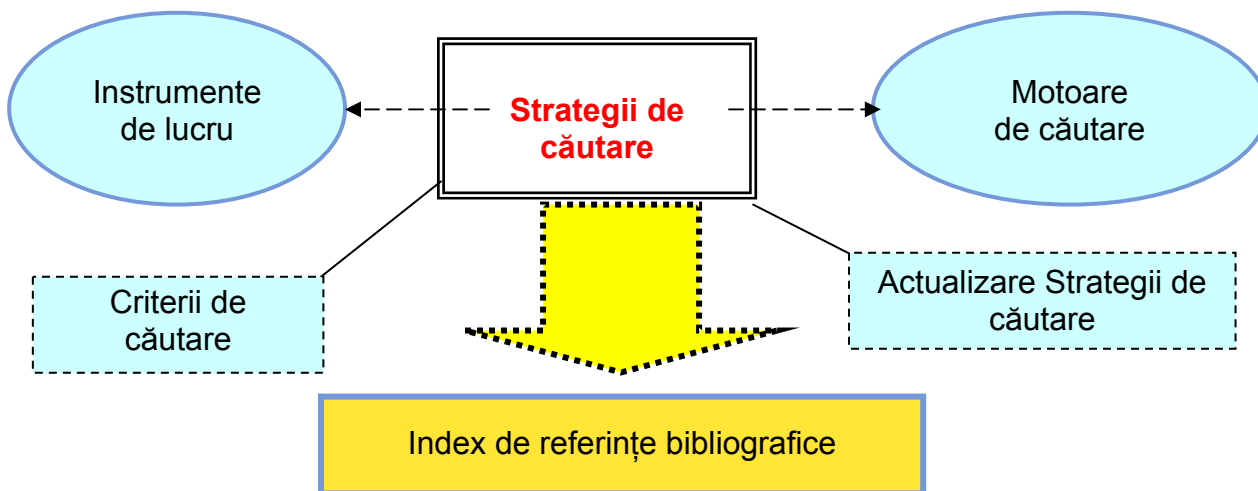 Instrumente
de lucru
Strategii de
căutare
Motoare
de căutare
Criterii de
căutare
Actualizare Strategii de
căutare
Index de referințe bibliografice